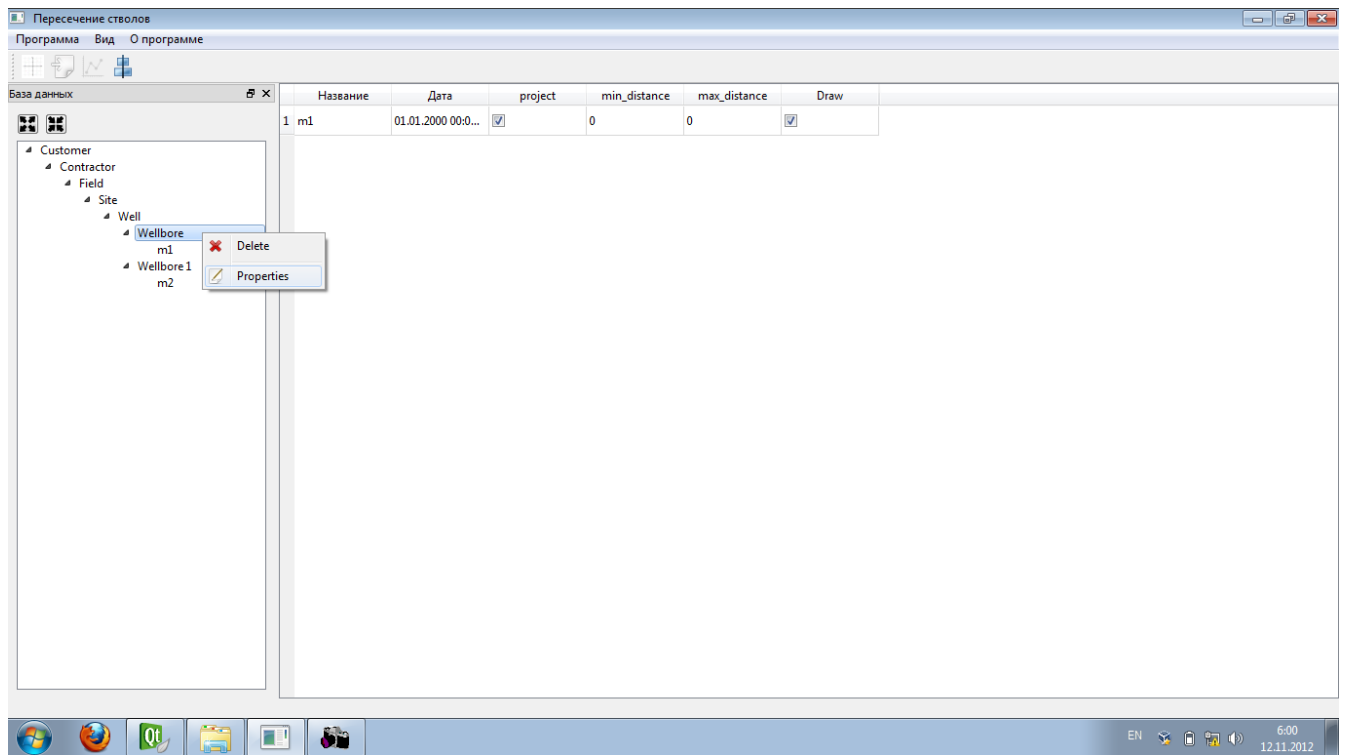 Пересечение стволов
Программа Вид О программе
База данных
Название Дата project min_distance max_distance Draw
1 m1 01.01.2000 00:0... 0 0
Customer
Contractor
Field
Site
Well
Wellbore
m1
Wellbore 1
m2
Delete
Properties
Qt
EN
6:00
12.11.2012